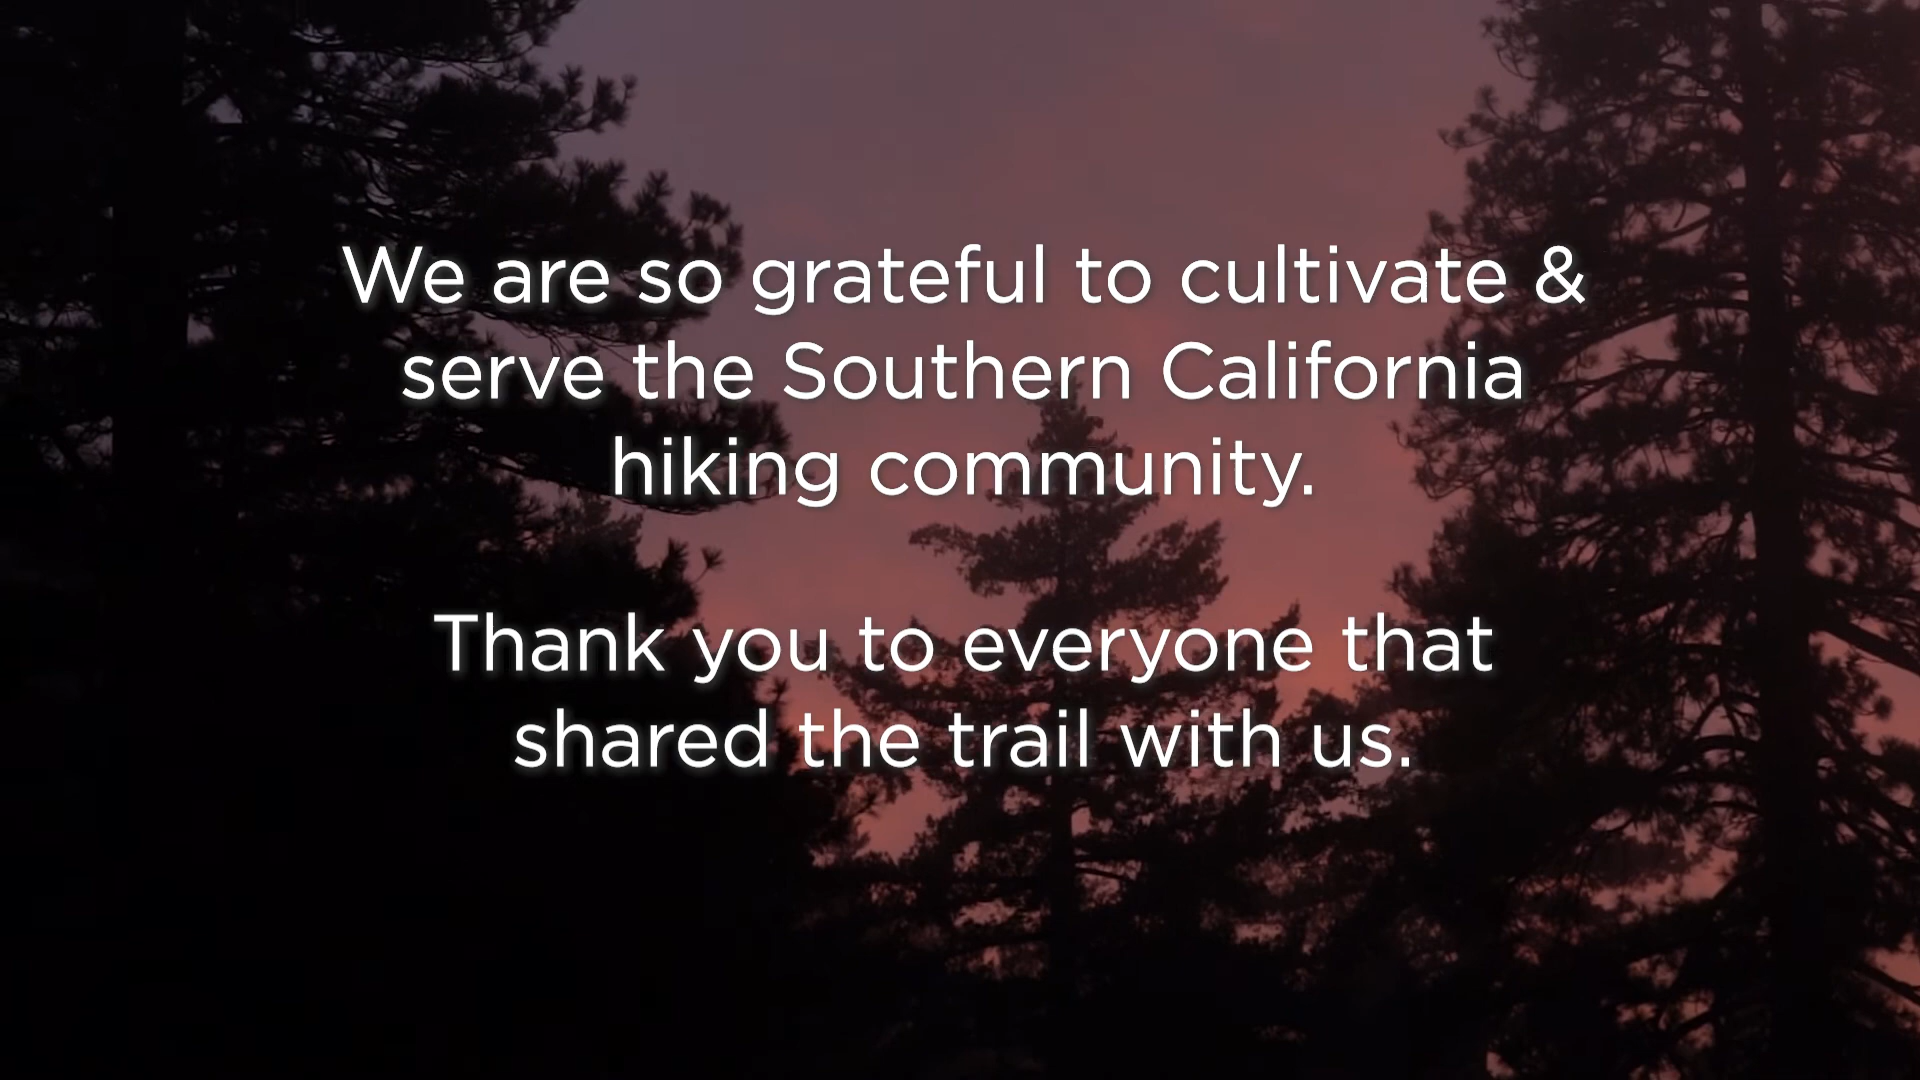 We are so grateful to cultivate &
serve the Southern California
hiking community.
Thank you to everyone that
shared the trail with us.